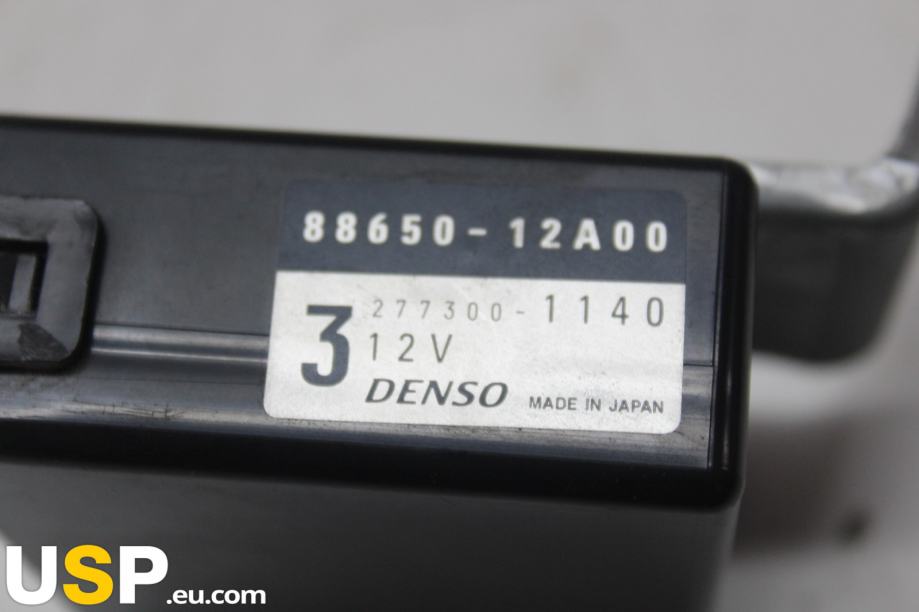 88650-12A00
3 277300-1140
12V
DENSO MADE IN JAPAN
USP.eu.com